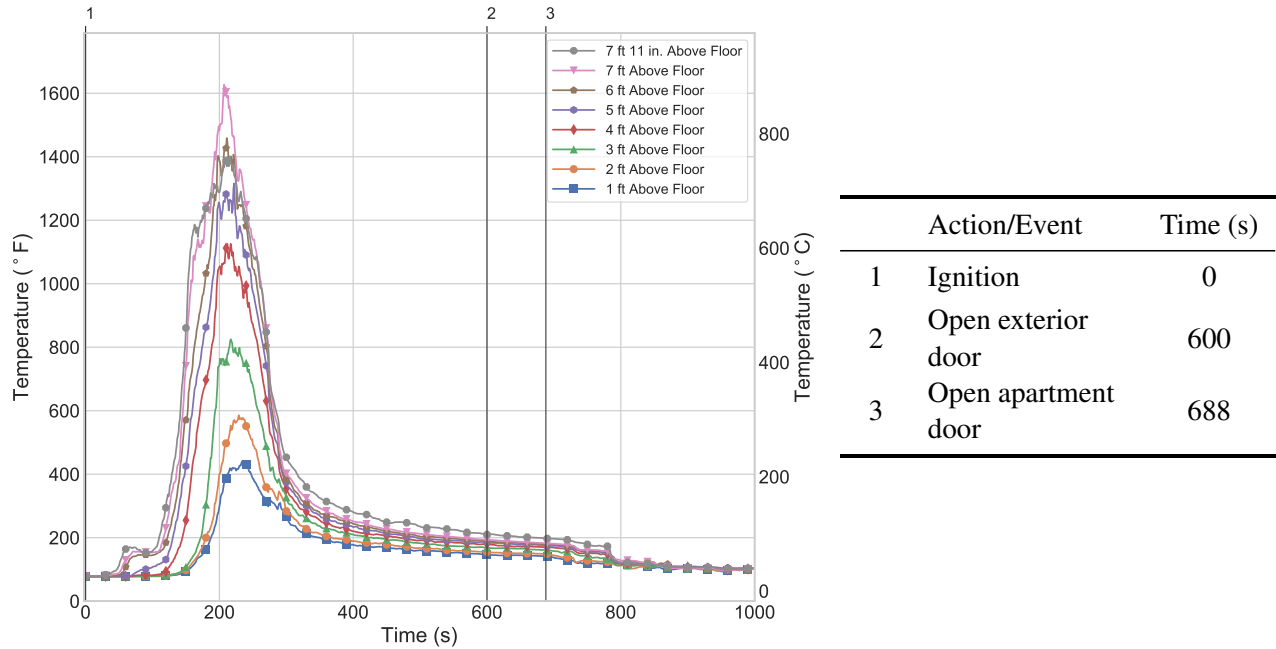 1 2 3
7 ft 11 in. Above Floor
7 ft Above Floor
6 ft Above Floor
5 ft Above Floor
4 ft Above Floor
3 ft Above Floor
2 ft Above Floor
1 ft Above Floor
Temperature (°F)
1600
1400
1200
1000
800
600
400
200
0
0 200 400 600 800 1000
Time (s)
800
600
400
200
0
Temperature (°C)
Action/Event Time (s)
1 Ignition 0
2 Open exterior door 600
3 Open apartment door 688